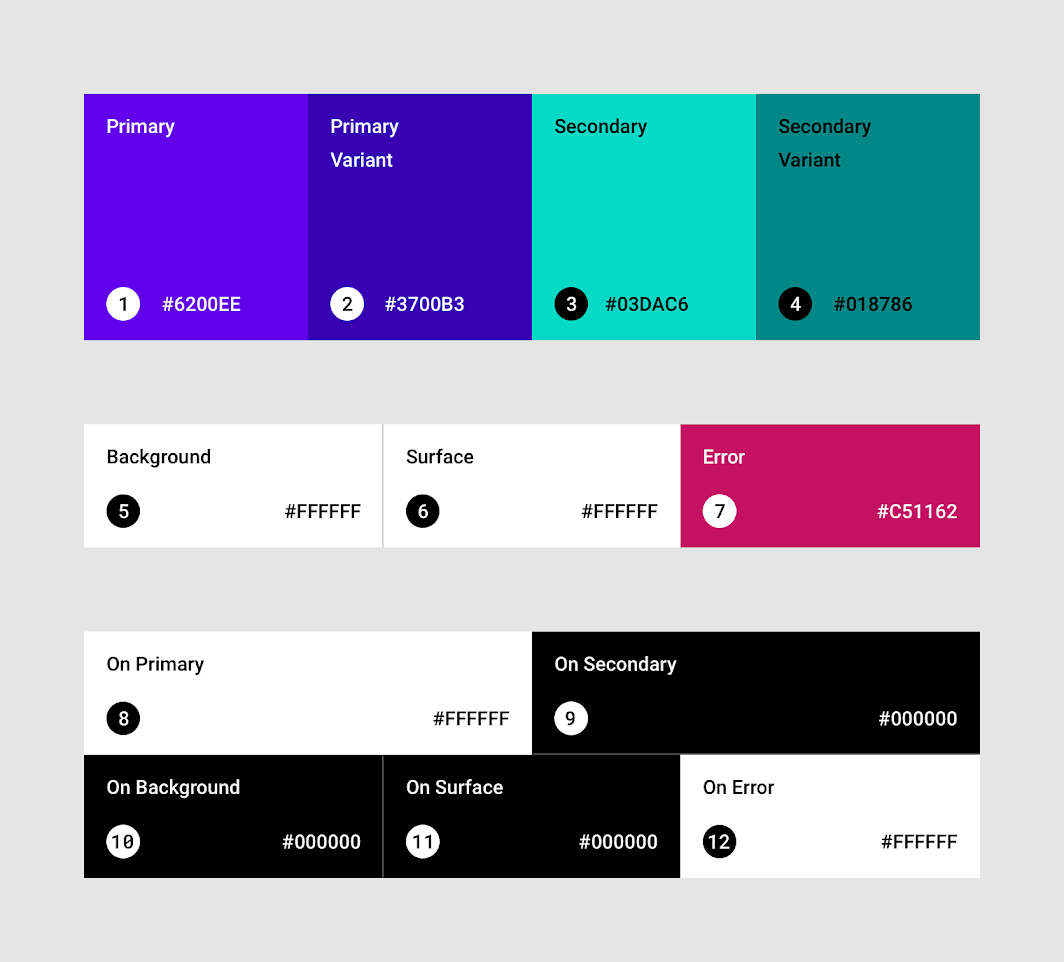 Primary
Primary
Variant
Secondary
Secondary
Variant
1 #6200EE
2 #3700B3
3 #03DAC6
4 #018786
Background
5 #FFFFFF
Surface
6 #FFFFFF
Error
7 #C51162
On Primary
8 #FFFFFF
On Secondary
9 #000000
On Background
10 #000000
On Surface
11 #000000
On Error
12 #FFFFFF